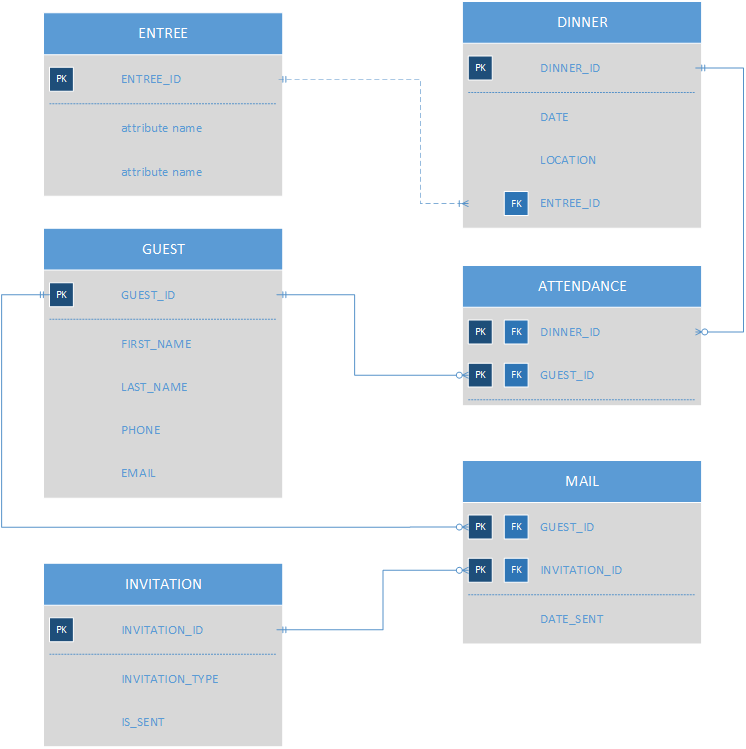 ENTREE
PK ENTREE_ID
attribute name
attribute name
DINNER
PK DINNER_ID
DATE
LOCATION
FK ENTREE_ID
GUEST
PK GUEST_ID
FIRST_NAME
LAST_NAME
PHONE
EMAIL
ATTENDANCE
PK FK DINNER_ID
PK FK GUEST_ID
MAIL
PK FK GUEST_ID
PK FK INVITATION_ID
DATE_SENT
INVITATION
PK INVITATION_ID
INVITATION_TYPE
IS_SENT